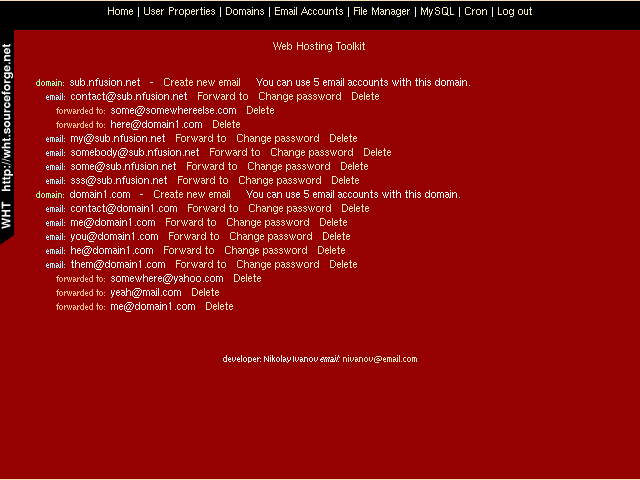 Home | User Properties | Domains | Email Accounts | File Manager | MySQL | Cron | Log out
WHT http://wht.sourceforge.net
Web Hosting Toolkit
domain: sub.nfusion.net - Create new email You can use 5 email accounts with this domain.
email: contact@sub.nfusion.net Forward to Change password Delete
forwarded to: some@somewhereelse.com Delete
forwarded to: here@domain1.com Delete
email: my@sub.nfusion.net Forward to Change password Delete
email: somebody@sub.nfusion.net Forward to Change password Delete
email: some@sub.nfusion.net Forward to Change password Delete
email: sss@sub.nfusion.net Forward to Change password Delete
domain: domain1.com - Create new email You can use 5 email accounts with this domain.
email: contact@domain1.com Forward to Change password Delete
email: me@domain1.com Forward to Change password Delete
email: you@domain1.com Forward to Change password Delete
email: he@domain1.com Forward to Change password Delete
email: them@domain1.com Forward to Change password Delete
forwarded to: somewhere@yahoo.com Delete
forwarded to: yeah@mail.com Delete
forwarded to: me@domain1.com Delete
developer: Nikolay Ivanov email: nivanov@email.com